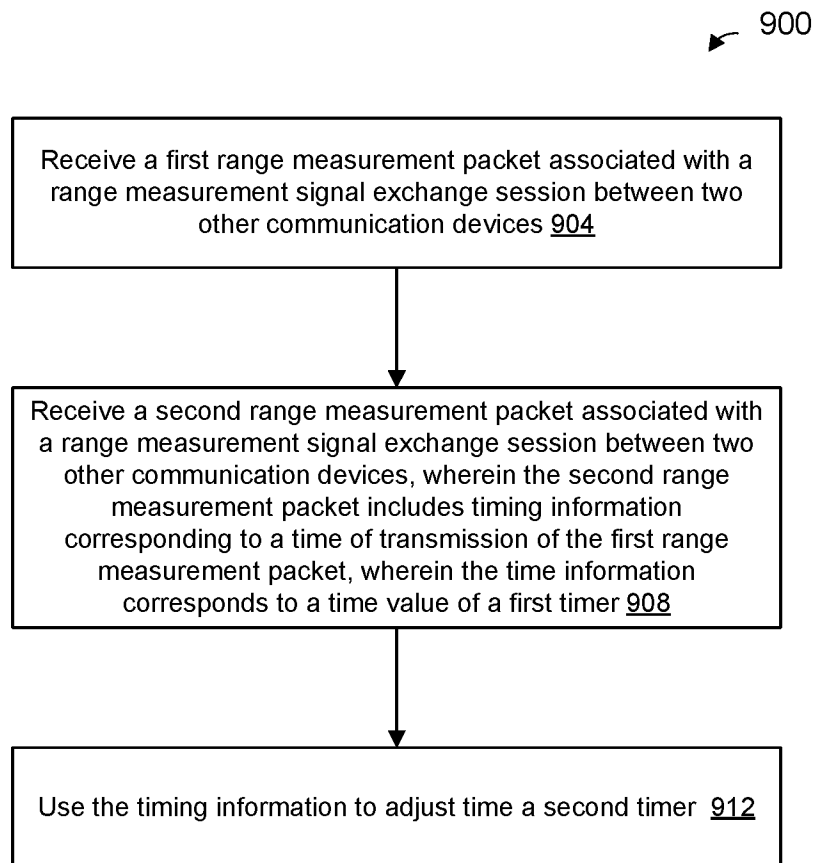 900
Receive a first range measurement packet associated with a
range measurement signal exchange session between two
other communication devices 904
Receive a second range measurement packet associated with
a range measurement signal exchange session between two
other communication devices, wherein the second range
measurement packet includes timing information
corresponding to a time of transmission of the first range
measurement packet, wherein the time information
corresponds to a time value of a first timer 908
Use the timing information to adjust time a second timer 912